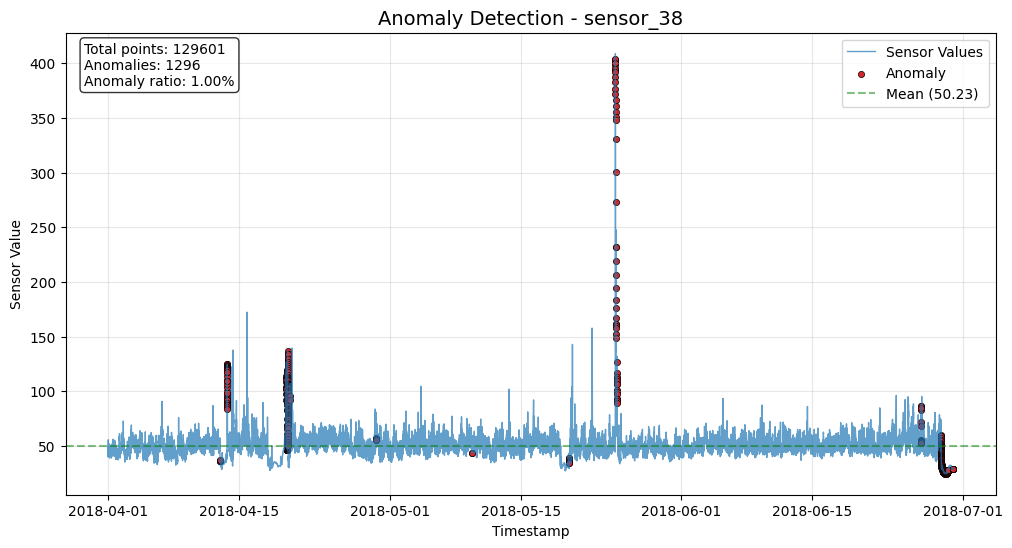 Anomaly Detection - sensor_38
Total points: 129601
Anomalies: 1296
Anomaly ratio: 1.00%
Sensor Values
Anomaly
Mean (50.23)
Sensor Value
400
350
300
250
200
150
100
50
2018-04-01
2018-04-15
2018-05-01
2018-05-15
2018-06-01
2018-06-15
2018-07-01
Timestamp